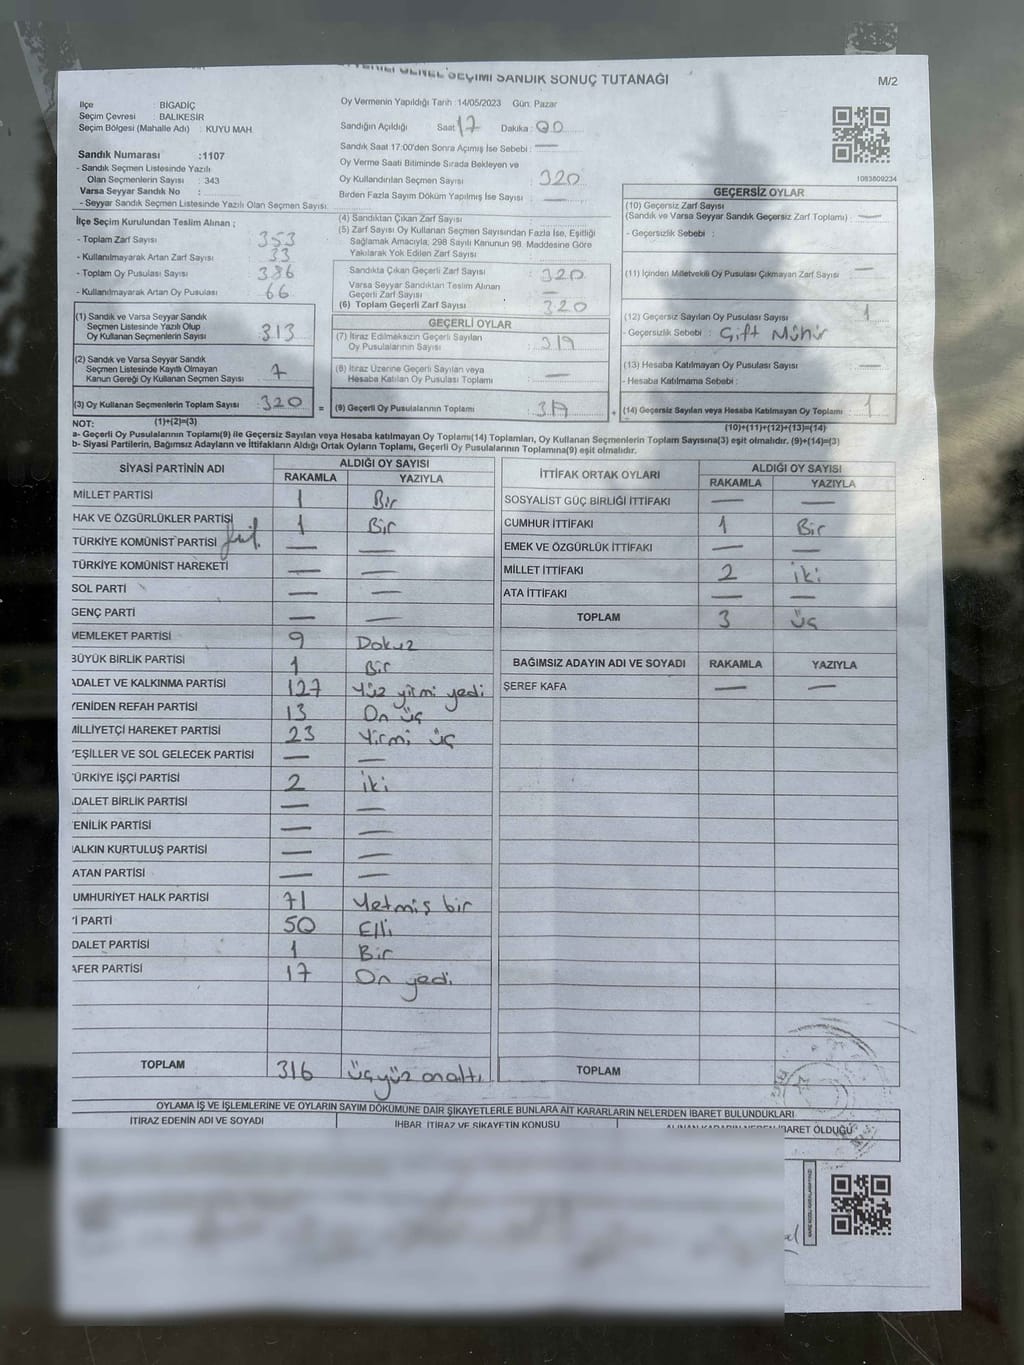 GENEL SEÇİMİ SANDIK SONUÇ TUTANAĞI
M/2
İlçe BİGADİÇ
Seçim Çevresi BALIKESİR
Seçim Bölgesi (Mahalle Adı) : KUYU MAH
Oy Vermenin Yapıldığı Tarih :14/05/2023 Gün: Pazar
Sandığın Açıldığı Saat 17 Dakika : 00
Sandık Saat 17:00'den Sonra Açımış İse Sebebi : —
Oy Verme Saati Bitiminde Sırada Bekleyen ve
Oy Kullandırılan Seçmen Sayısı : 320
Birden Fazla Sayım Döküm Yapılmış İse Sayısı : —
1083809234
Sandık Numarası :1107
- Sandık Seçmen Listesinde Yazılı
Olan Seçmenlerin Sayısı : 343
Varsa Seyyar Sandık No :
- Seyyar Sandık Seçmen Listesinde Yazılı Olan Seçmen Sayısı:
İlçe Seçim Kurulundan Teslim Alınan ;
- Toplam Zarf Sayısı 353
- Kullanılmayarak Artan Zarf Sayısı 33
- Toplam Oy Pusulası Sayısı 386
- Kullanılmayarak Artan Oy Pusulası 66
(1) Sandık ve Varsa Seyyar Sandık
Seçmen Listesinde Yazılı Olup
Oy Kullanan Seçmenlerin Sayısı 313
(2) Sandık ve Varsa Seyyar Sandık
Seçmen Listesinde Kayıtlı Olmayan
Kanun Gereği Oy Kullanan Seçmen Sayısı 7
(3) Oy Kullanan Seçmenlerin Toplam Sayısı 320 =
(1)+(2)=(3)
(4) Sandıktan Çıkan Zarf Sayısı :
(5) Zarf Sayısı Oy Kullanan Seçmen Sayısından Fazla İse, Eşitliği
Sağlamak Amacıyla; 298 Sayılı Kanunun 98. Maddesine Göre
Yakılarak Yok Edilen Zarf Sayısı :
Sandıkta Çıkan Geçerli Zarf Sayısı 320
Varsa Seyyar Sandıktan Teslim Alınan
Geçerli Zarf Sayısı —
(6) Toplam Geçerli Zarf Sayısı 320
GEÇERLİ OYLAR
(7) İtiraz Edilmeksizin Geçerli Sayılan
Oy Pusulalarının Sayısı : 319
(8) İtiraz Üzerine Geçerli Sayılan veya
Hesaba Katılan Oy Pusulası Toplamı —
(9) Geçerli Oy Pusulalarının Toplamı : +
GEÇERSİZ OYLAR
(10) Geçersiz Zarf Sayısı
(Sandık ve Varsa Seyyar Sandık Geçersiz Zarf Toplamı) : —
- Geçersizlik Sebebi :
(11) İçinden Milletvekili Oy Pusulası Çıkmayan Zarf Sayısı —
(12) Geçersiz Sayılan Oy Pusulası Sayısı : 1
- Geçersizlik Sebebi : Çift Mühür
(13) Hesaba Katılmayan Oy Pusulası Sayısı : —
- Hesaba Katılmama Sebebi :
(14) Geçersiz Sayılan veya Hesaba Katılmayan Oy Toplamı : 1
(10)+(11)+(12)+(13)=(14)
NOT:
a- Geçerli Oy Pusulalarının Toplamı(9) ile Geçersiz Sayılan veya Hesaba katılmayan Oy Toplamı(14) Toplamları, Oy Kullanan Seçmenlerin Toplam Sayısına(3) eşit olmalıdır. (9)+(14)=(3)
b- Siyasi Partilerin, Bağımsız Adayların ve İttifakların Aldığı Ortak Oyların Toplamı, Geçerli Oy Pusulalarının Toplamına(9) eşit olmalıdır.
SİYASİ PARTİNİN ADI ALDIĞI OY SAYISI
RAKAMLA YAZIYLA
MİLLET PARTİSİ 1 Bir
HAK VE ÖZGÜRLÜKLER PARTİSİ 1 Bir
TÜRKİYE KOMÜNİST PARTİSİ — —
TÜRKİYE KOMÜNİST HAREKETİ — —
SOL PARTİ — —
GENÇ PARTİ — —
MEMLEKET PARTİSİ 9 Dokuz
BÜYÜK BİRLİK PARTİSİ 1 Bir
ADALET VE KALKINMA PARTİSİ 127 Yüz yirmi yedi
YENİDEN REFAH PARTİSİ 13 On üç
MİLLİYETÇİ HAREKET PARTİSİ 23 Yirmi üç
YEŞİLLER VE SOL GELECEK PARTİSİ — —
ÜRKİYE İŞÇİ PARTİSİ 2 iki
DALET BİRLİK PARTİSİ — —
ENİLİK PARTİSİ — —
ALKIN KURTULUŞ PARTİSİ — —
ATAN PARTİSİ — —
UMHURİYET HALK PARTİSİ 71 Yetmiş bir
İ PARTİ 50 Elli
DALET PARTİSİ 1 Bir
AFER PARTİSİ 17 On yedi
TOPLAM 316 üçyüz onaltı
İTTİFAK ORTAK OYLARI ALDIĞI OY SAYISI
RAKAMLA YAZIYLA
SOSYALİST GÜÇ BİRLİĞİ İTTİFAKI — —
CUMHUR İTTİFAKI 1 Bir
EMEK VE ÖZGÜRLÜK İTTİFAKI — —
MİLLET İTTİFAKI 2 iki
ATA İTTİFAKI — —
TOPLAM 3 üç
BAĞIMSIZ ADAYIN ADI VE SOYADI RAKAMLA YAZIYLA
ŞEREF KAFA — —
TOPLAM
OYLAMA İŞ VE İŞLEMLERİNE VE OYLARIN SAYIM DÖKÜMÜNE DAİR ŞİKAYETLERLE BUNLARA AİT KARARLARIN NELERDEN İBARET BULUNDUKLARI
İTİRAZ EDENİN ADI VE SOYADI İHBAR, İTİRAZ VE ŞİKAYETİN KONUSU İBARET OLDUĞU